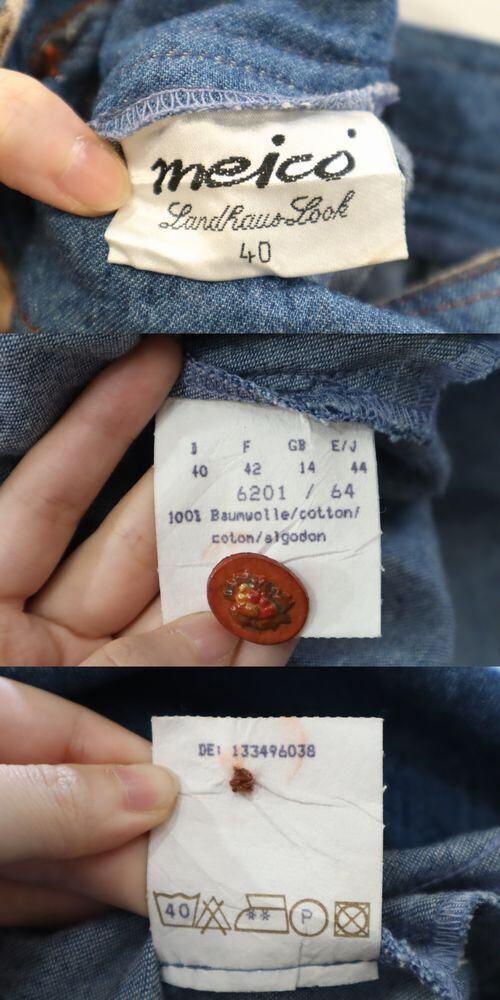 meico
Landhaus-Look
40
D F GB E/J
40 42 14 44
6201 / 64
100% Baumwolle/cotton/
coton/algodon
DE: 133496038
40 ** P